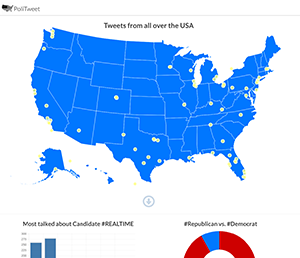 PoliTweet
Tweets from all over the USA
Most talked about Candidate #REALTIME
#Republican vs. #Democrat